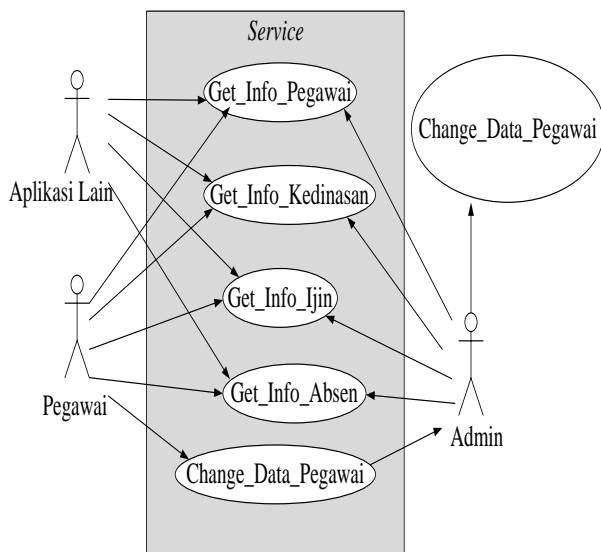 Service
Get_Info_Pegawai
Change_Data_Pegawai
Aplikasi Lain
Get_Info_Kedinasan
Get_Info_Ijin
Get_Info_Absen
Pegawai
Admin
Change_Data_Pegawai